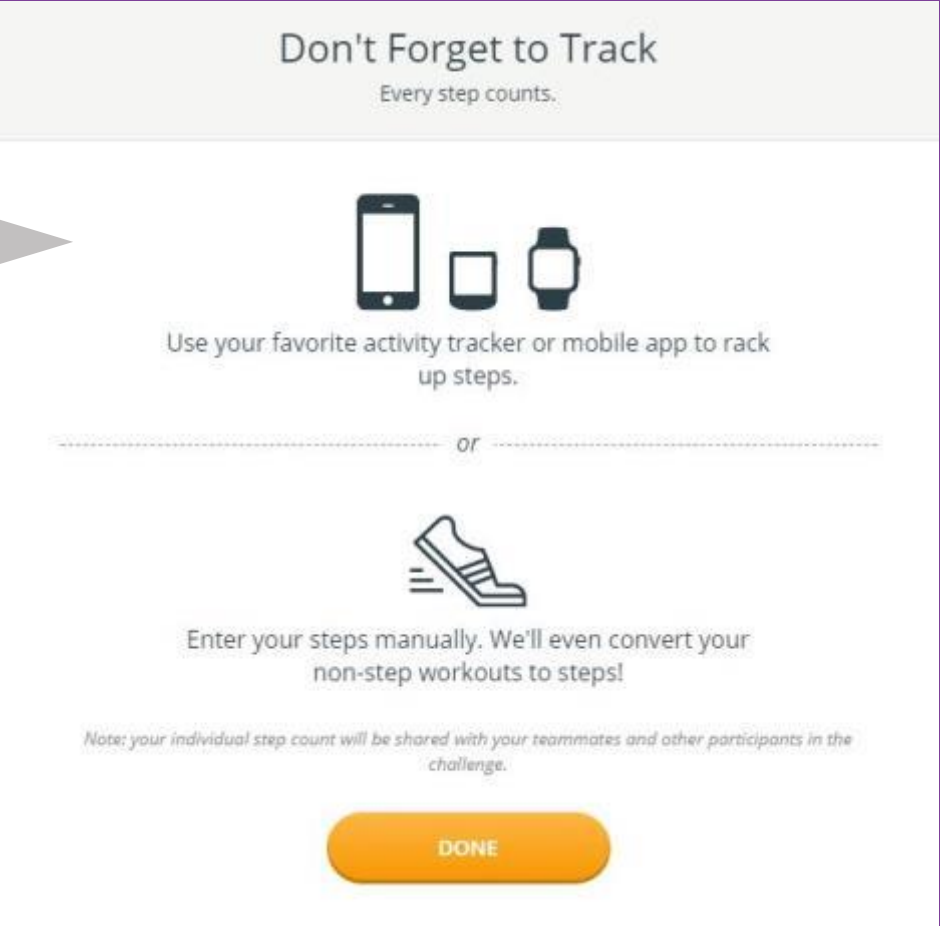 Don't Forget to Track
Every step counts.
Use your favorite activity tracker or mobile app to rack
up steps.
or
Enter your steps manually. We'll even convert your
non-step workouts to steps!
Note: your individual step count will be shared with your teammates and other participants in the
challenge.
DONE